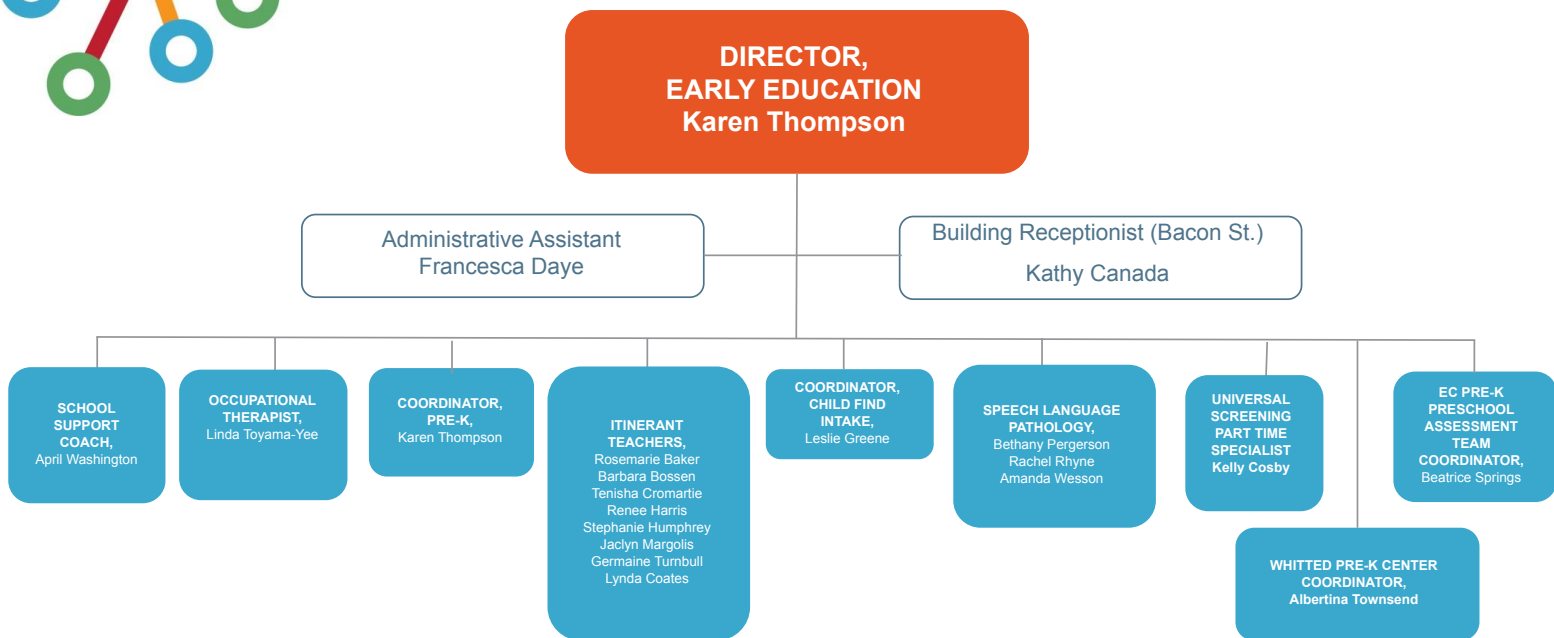 DIRECTOR,
EARLY EDUCATION
Karen Thompson
Administrative Assistant
Francesca Daye
Building Receptionist (Bacon St.)
Kathy Canada
SCHOOL
SUPPORT
COACH,
April Washington
OCCUPATIONAL
THERAPIST,
Linda Toyama-Yee
COORDINATOR,
PRE-K,
Karen Thompson
ITINERANT
TEACHERS,
Rosemarie Baker
Barbara Bossen
Tenisha Cromartie
Renee Harris
Stephanie Humphrey
Jaclyn Margolis
Germaine Turnbull
Lynda Coates
COORDINATOR,
CHILD FIND
INTAKE,
Leslie Greene
SPEECH LANGUAGE
PATHOLOGY,
Bethany Pergerson
Rachel Rhyne
Amanda Wesson
UNIVERSAL
SCREENING
PART TIME
SPECIALIST
Kelly Cosby
EC PRE-K
PRESCHOOL
ASSESSMENT
TEAM
COORDINATOR,
Beatrice Springs
WHITTED PRE-K CENTER
COORDINATOR,
Albertina Townsend